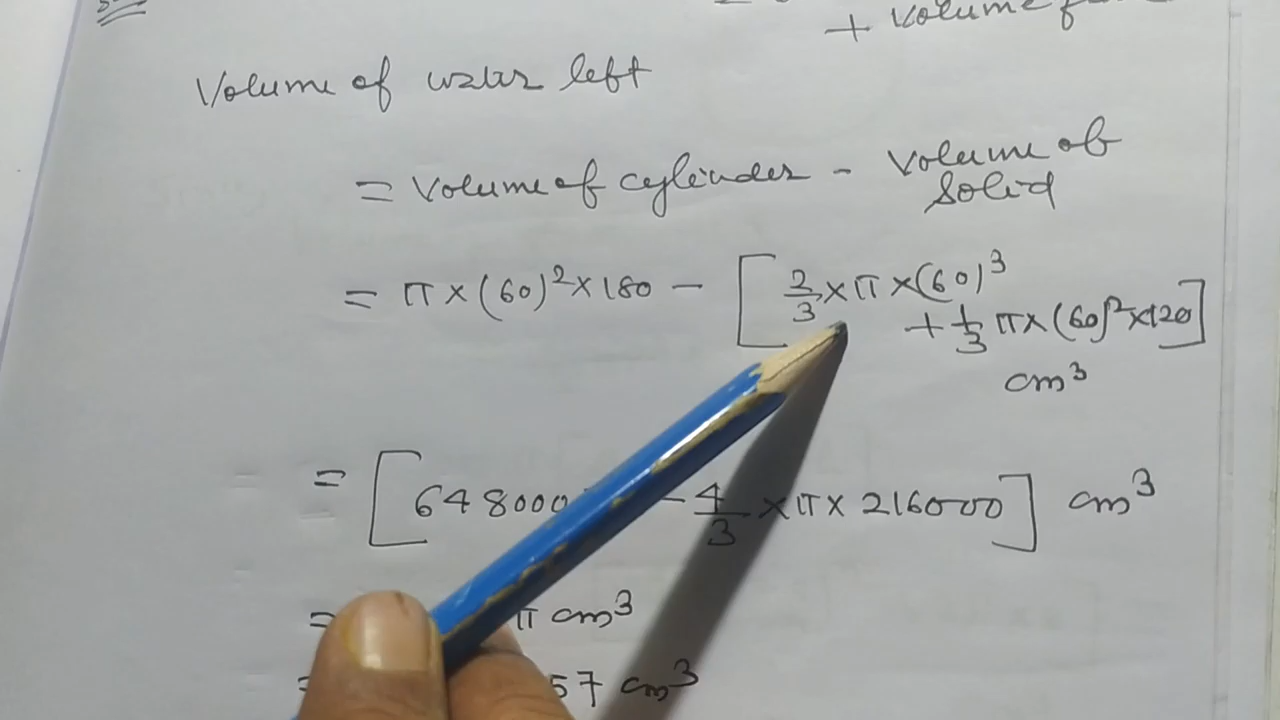 + Volume
Volume of water left
= Volume of cylinder - Volume of
solid
= π × (60)² × 180 - [ 2/3 × π × (60)³
+ 1/3 π × (60)² × 120 ]
cm³
= [ 648000 - 4/3 × π × 216000 ] cm³
= π cm³
= 57 cm³